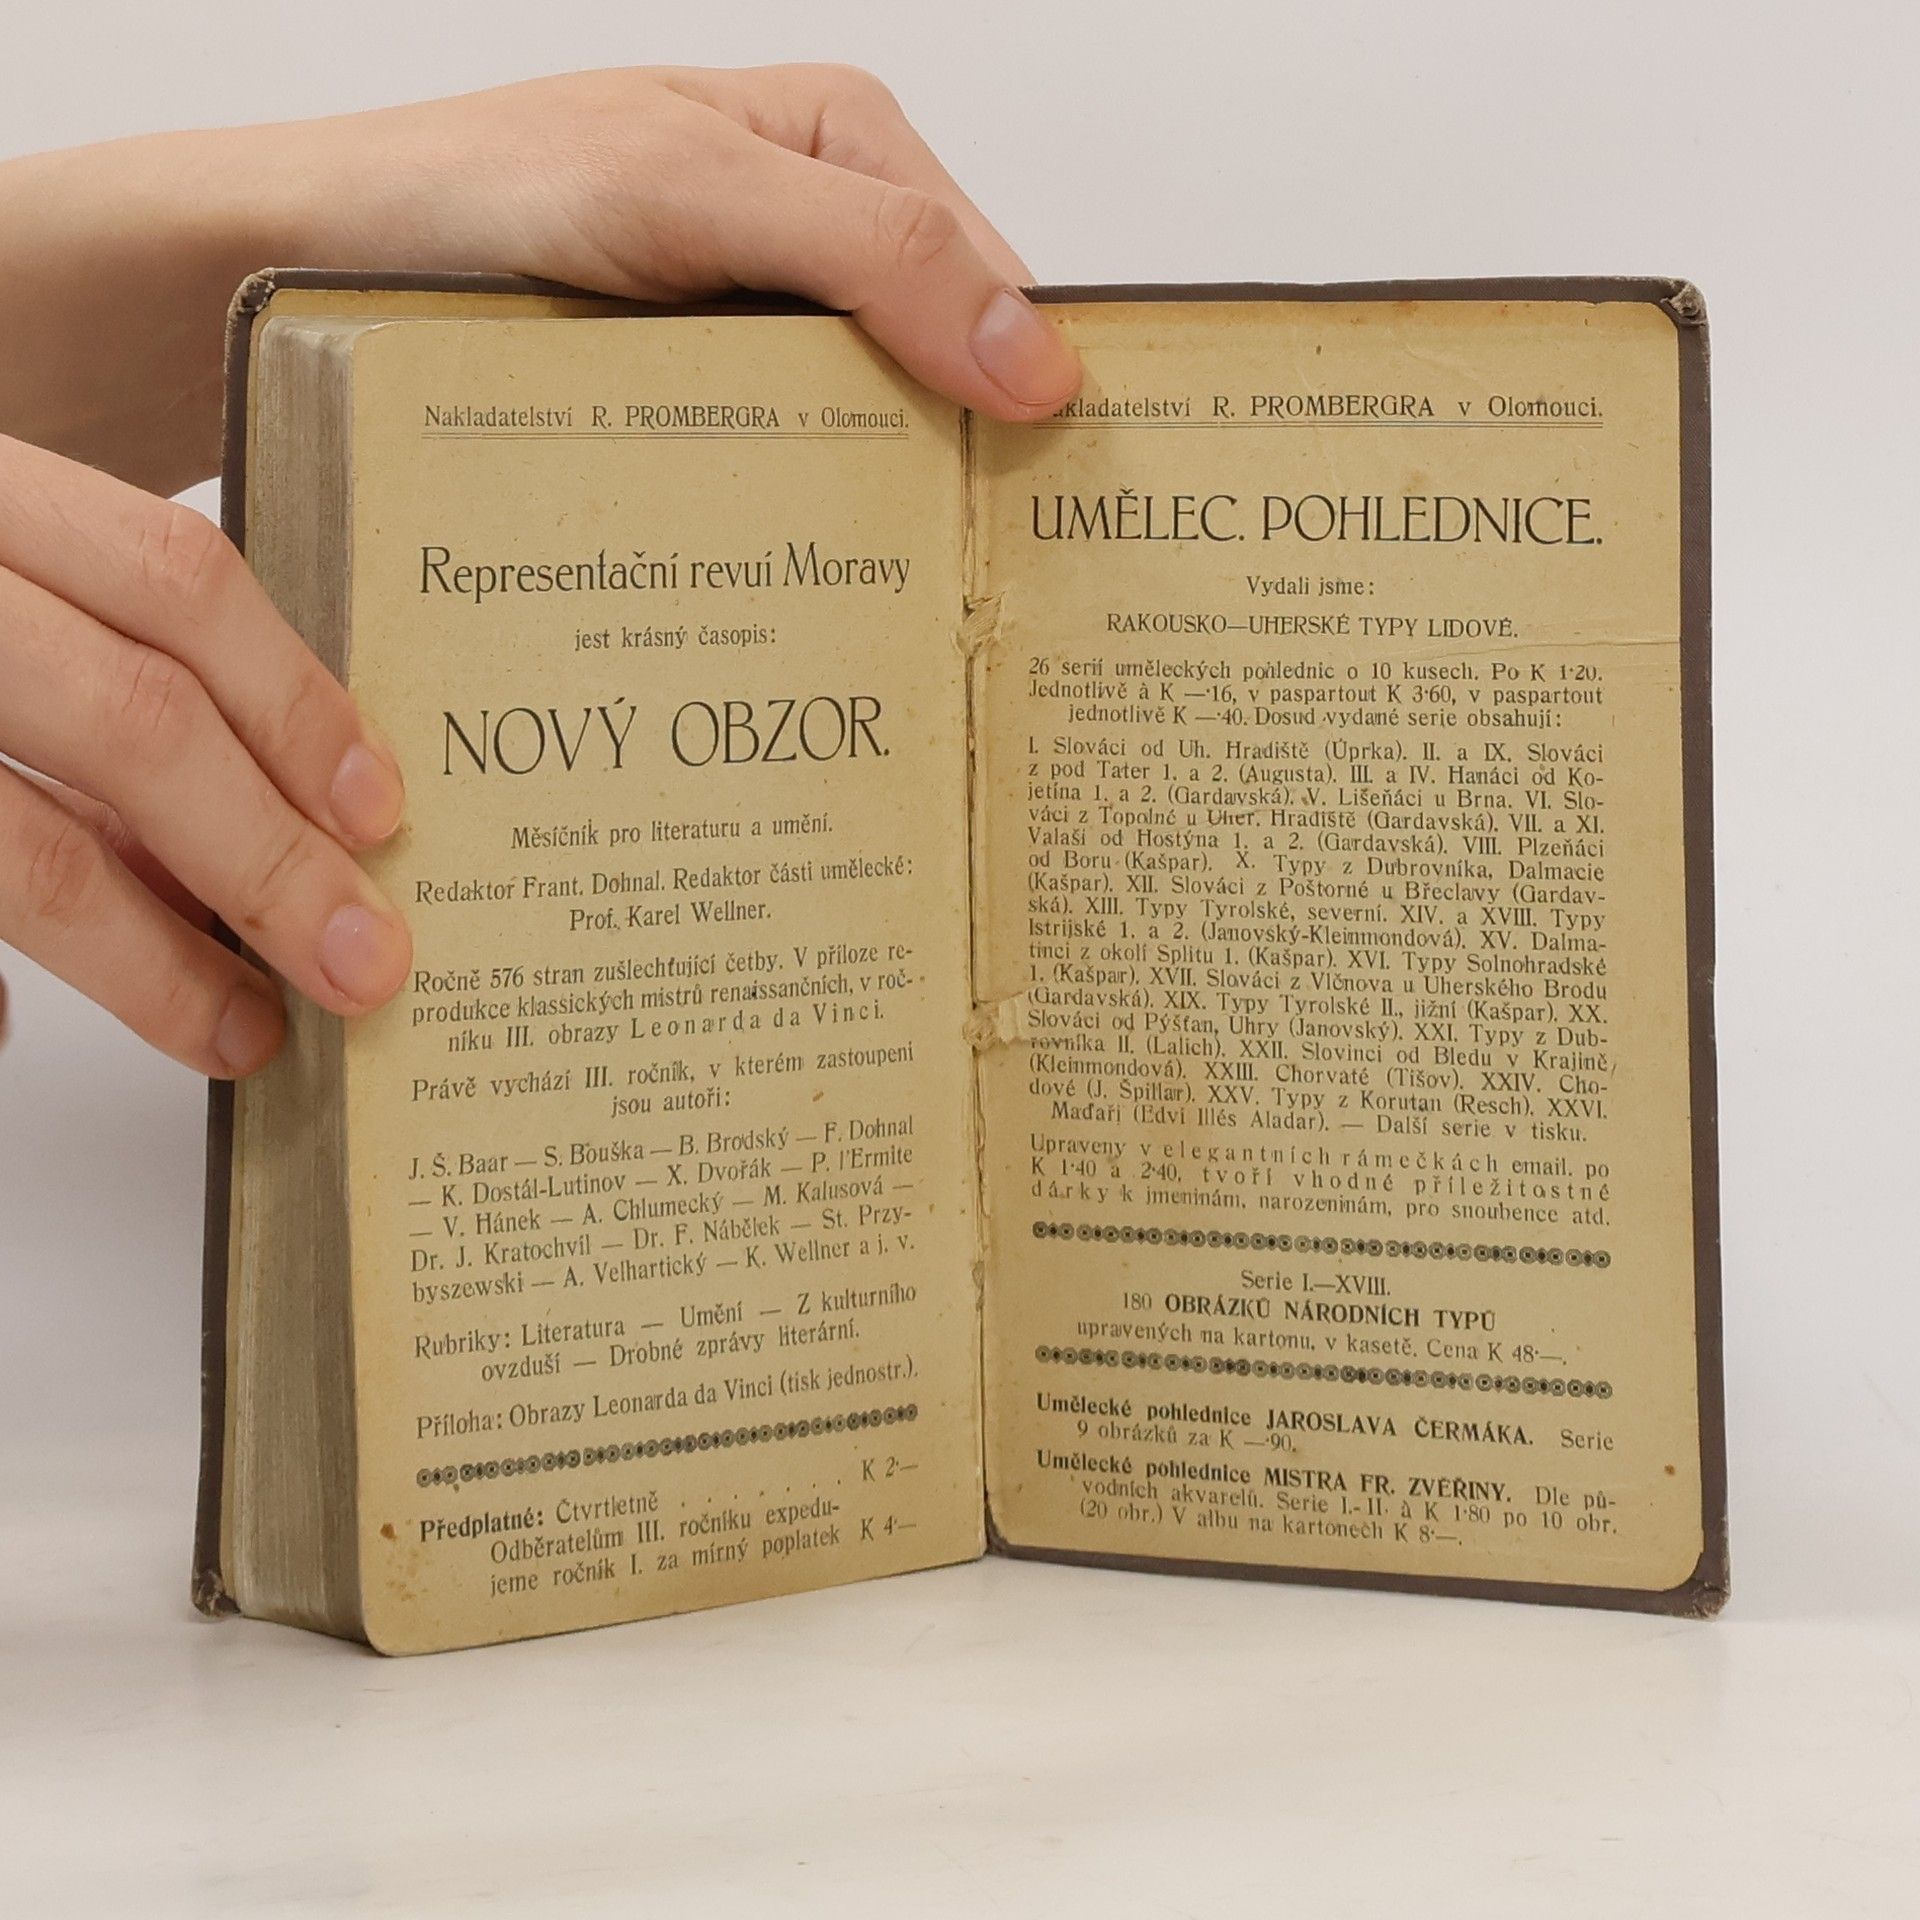 Nakladatelství R. PROMBERGRA v Olomouci.
Representační revuí Moravy
jest krásný časopis:
NOVÝ OBZOR.
Měsíčník pro literaturu a umění.
Redaktor Frant. Dohnal. Redaktor části umělecké:
Prof. Karel Wellner.
Ročně 576 stran zušlechťující četby. V příloze re-
produkce klassických mistrů renaissančních, v roč-
níku III. obrazy Leonarda da Vinci.
Právě vychází III. ročník, v kterém zastoupeni
jsou autoři:
J. Š. Baar — S. Bouška — B. Brodský — F. Dohnal
— K. Dostál-Lutinov — X. Dvořák — P. l'Ermite
— V. Hánek — A. Chlumecký — M. Kalusová —
Dr. J. Kratochvíl — Dr. F. Nábělek — St. Przy-
byszewski — A. Velhartický — K. Wellner a j. v.
Rubriky: Literatura — Umění — Z kulturního
ovzduší — Drobné zprávy literární.
Příloha: Obrazy Leonarda da Vinci (tisk jednostr.).
Předplatné: Čtvrtletně . . . . . . . K 2·—
Odběratelům III. ročníku expedu-
jeme ročník I. za mírný poplatek K 4·—
akladatelství R. PROMBERGRA v Olomouci.
UMĚLEC. POHLEDNICE.
Vydali jsme:
RAKOUSKO—UHERSKÉ TYPY LIDOVÉ.
26 serií uměleckých pohlednic o 10 kusech. Po K 1·20.
Jednotlivě à K —·16, v paspartout K 3·60, v paspartout
jednotlivě K —·40. Dosud vydané serie obsahují:
I. Slováci od Uh. Hradiště (Úprka). II. a IX. Slováci
z pod Tater 1. a 2. (Augusta). III. a IV. Hanáci od Ko-
jetína 1. a 2. (Gardavská). V. Lišeňáci u Brna. VI. Slo-
váci z Topolné u Uher. Hradiště (Gardavská). VII. a XI.
Valaši od Hostýna 1. a 2. (Gardavská). VIII. Plzeňáci
od Boru (Kašpar). X. Typy z Dubrovníka, Dalmacie
(Kašpar). XII. Slováci z Poštorné u Břeclavy (Gardav-
ská). XIII. Typy Tyrolské, severní. XIV. a XVIII. Typy
Istrijské 1. a 2. (Janovský-Kleinmondová). XV. Dalma-
tinci z okolí Splitu 1. (Kašpar). XVI. Typy Solnohradské
1. (Kašpar). XVII. Slováci z Vlčnova u Uherského Brodu
(Gardavská). XIX. Typy Tyrolské II., jižní (Kašpar). XX.
Slováci od Pýšťan, Uhry (Janovský). XXI. Typy z Dub-
rovníka II. (Lalich). XXII. Slovinci od Bledu v Krajině
(Kleinmondová). XXIII. Chorvaté (Tišov). XXIV. Cho-
dové (J. Špillar). XXV. Typy z Korutan (Resch). XXVI.
Maďaři (Edvi Illés Aladar). — Další serie v tisku.
Upraveny v elegantních rámečkách email. po
K 1·40 a 2·40, tvoří vhodné příležitostné
dárky k jmeninám, narozeninám, pro snoubence atd.
Serie I.—XVIII.
180 OBRÁZKŮ NÁRODNÍCH TYPŮ
upravených na kartonu, v kasetě. Cena K 48·—.
Umělecké pohlednice JAROSLAVA ČERMÁKA. Serie
9 obrázků za K —·90.
Umělecké pohlednice MISTRA FR. ZVĚŘINY. Dle pů-
vodních akvarelů. Serie I.-II. à K 1·80 po 10 obr.
(20 obr.) V albu na kartonech K 8·—.